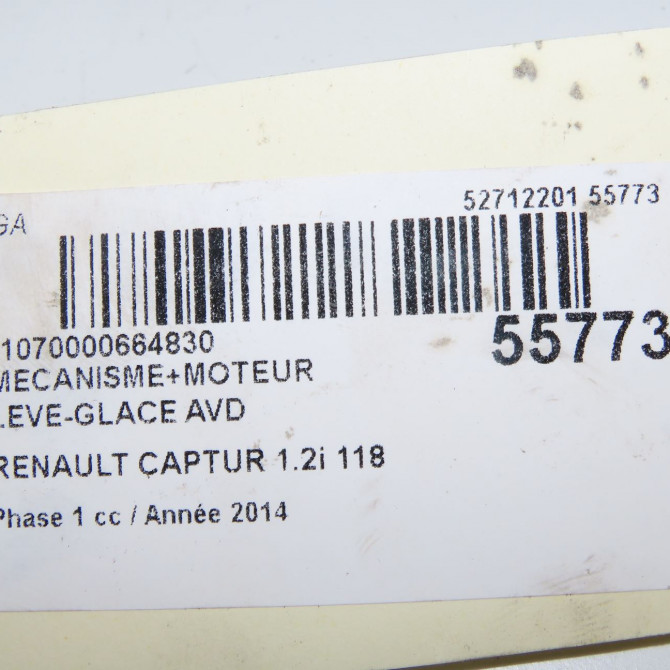 52712201 55773
GA
1070000664830
55773
MECANISME+MOTEUR
LEVE-GLACE AVD
RENAULT CAPTUR 1.2i 118
Phase 1 cc / Année 2014